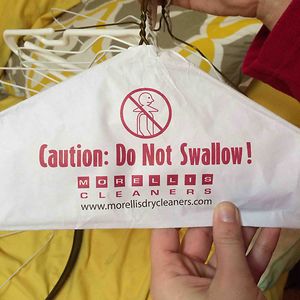 Caution: Do Not Swallow!
MORELLIS
CLEANERS
www.morellisdrycleaners.com